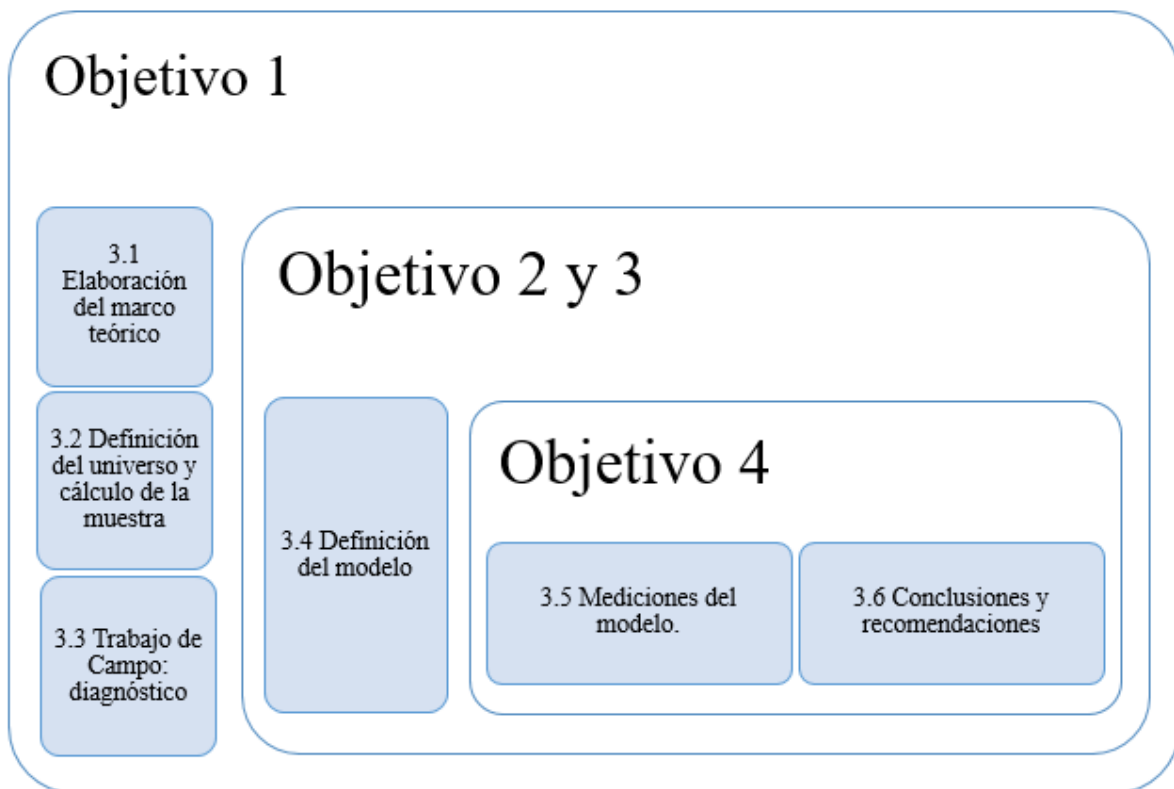 Objetivo 1
3.1
Elaboración
del marco
teórico
3.2 Definición
del universo y
cálculo de la
muestra
3.3 Trabajo de
Campo:
diagnóstico
Objetivo 2 y 3
3.4 Definición
del modelo
Objetivo 4
3.5 Mediciones del
modelo.
3.6 Conclusiones y
recomendaciones